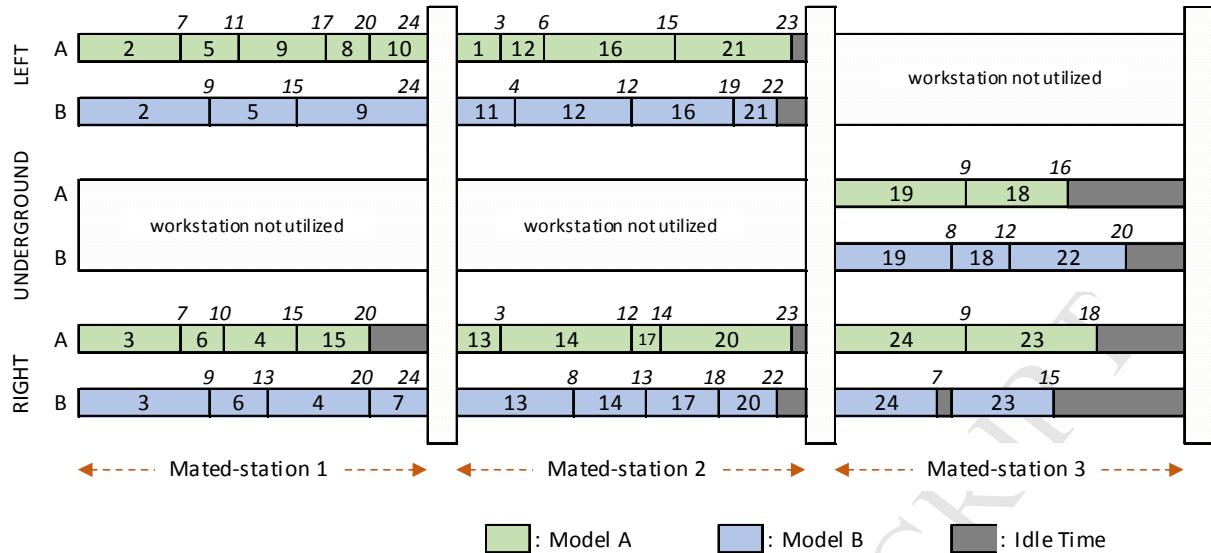 7 11 17 20 24 3 6 15 23
LEFT A 2 5 9 8 10 1 12 16 21
workstation not utilized
9 15 24 4 12 19 22
B 2 5 9 11 12 16 21
UNDERGROUND
9 16
A 19 18
workstation not utilized workstation not utilized
8 12 20
B 19 18 22
7 10 15 20 3 12 14 23 9 18
RIGHT A 3 6 4 15 13 14 17 20 24 23
9 13 20 24 8 13 18 22 7 15
B 3 6 4 7 13 14 17 20 24 23
Mated-station 1 Mated-station 2 Mated-station 3
: Model A : Model B : Idle Time